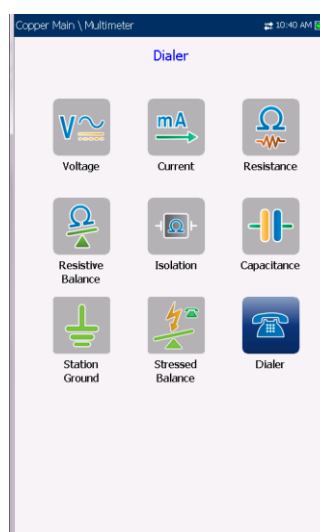 Copper Main \ Multimeter 10:40 AM
Dialer
V
mA
Ω
Voltage Current Resistance
Ω
Ω
Resistive Balance Isolation Capacitance
Station Ground Stressed Balance Dialer